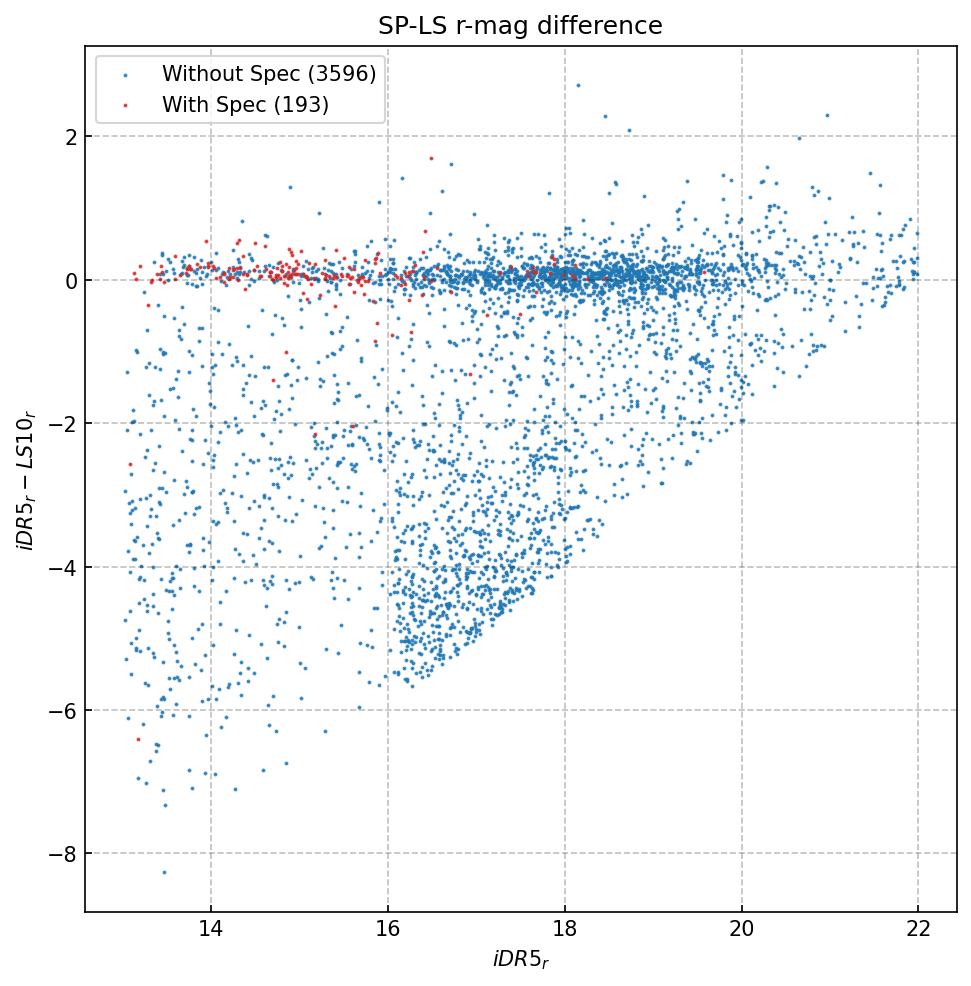 SP-LS r-mag difference
Without Spec (3596)
With Spec (193)
2
0
−2
−4
−6
−8
iDR5r − LS10r
14 16 18 20 22
iDR5r